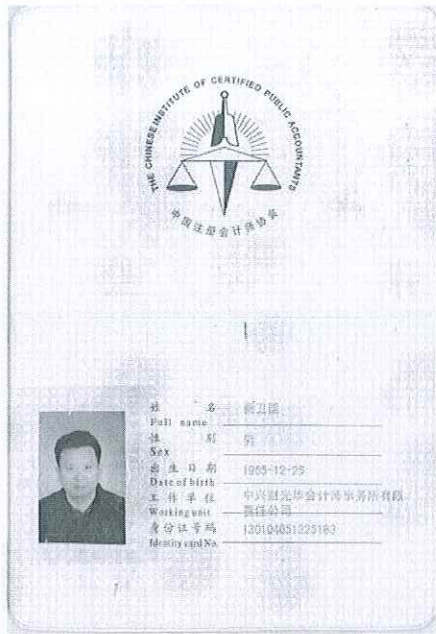 THE CHINESE INSTITUTE OF CERTIFIED PUBLIC ACCOUNTANTS
中国注册会计师协会
姓 名
Full name
性 别 男
Sex
出生日期 1965-12-25
Date of birth
工作单位 中兴财光华会计师事务所有限
Working unit 责任公司
身份证号码 130104651225183
Identity card No.